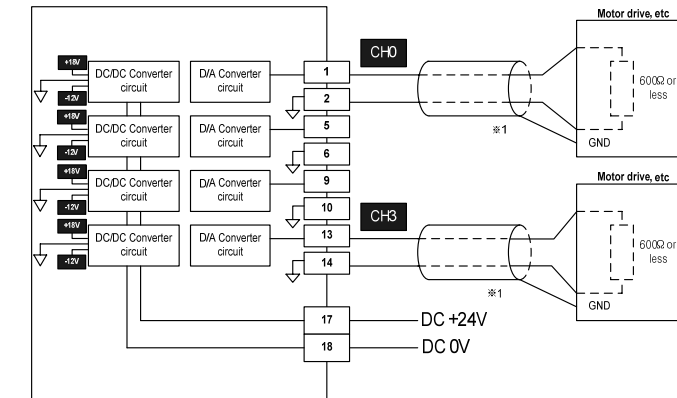 Motor drive, etc
CH0
+18V
DC/DC Converter
circuit
D/A Converter
circuit
1
600Ω or
less
-12V
2
+18V
DC/DC Converter
circuit
D/A Converter
circuit
5
※1
GND
-12V
6
+18V
DC/DC Converter
circuit
D/A Converter
circuit
9
Motor drive, etc
-12V
10
CH3
+18V
DC/DC Converter
circuit
D/A Converter
circuit
13
600Ω or
less
-12V
14
※1
GND
17
DC +24V
18
DC 0V